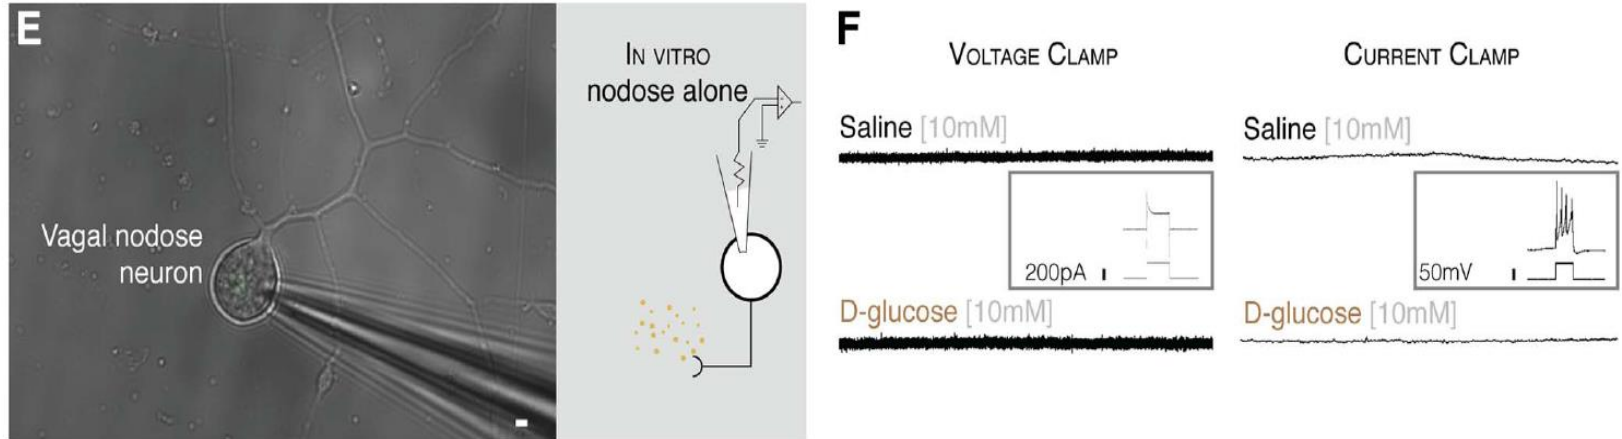 E
Vagal nodose
neuron
IN VITRO
nodose alone
F
VOLTAGE CLAMP
Saline [10mM]
200pA
D-glucose [10mM]
CURRENT CLAMP
Saline [10mM]
50mV
D-glucose [10mM]